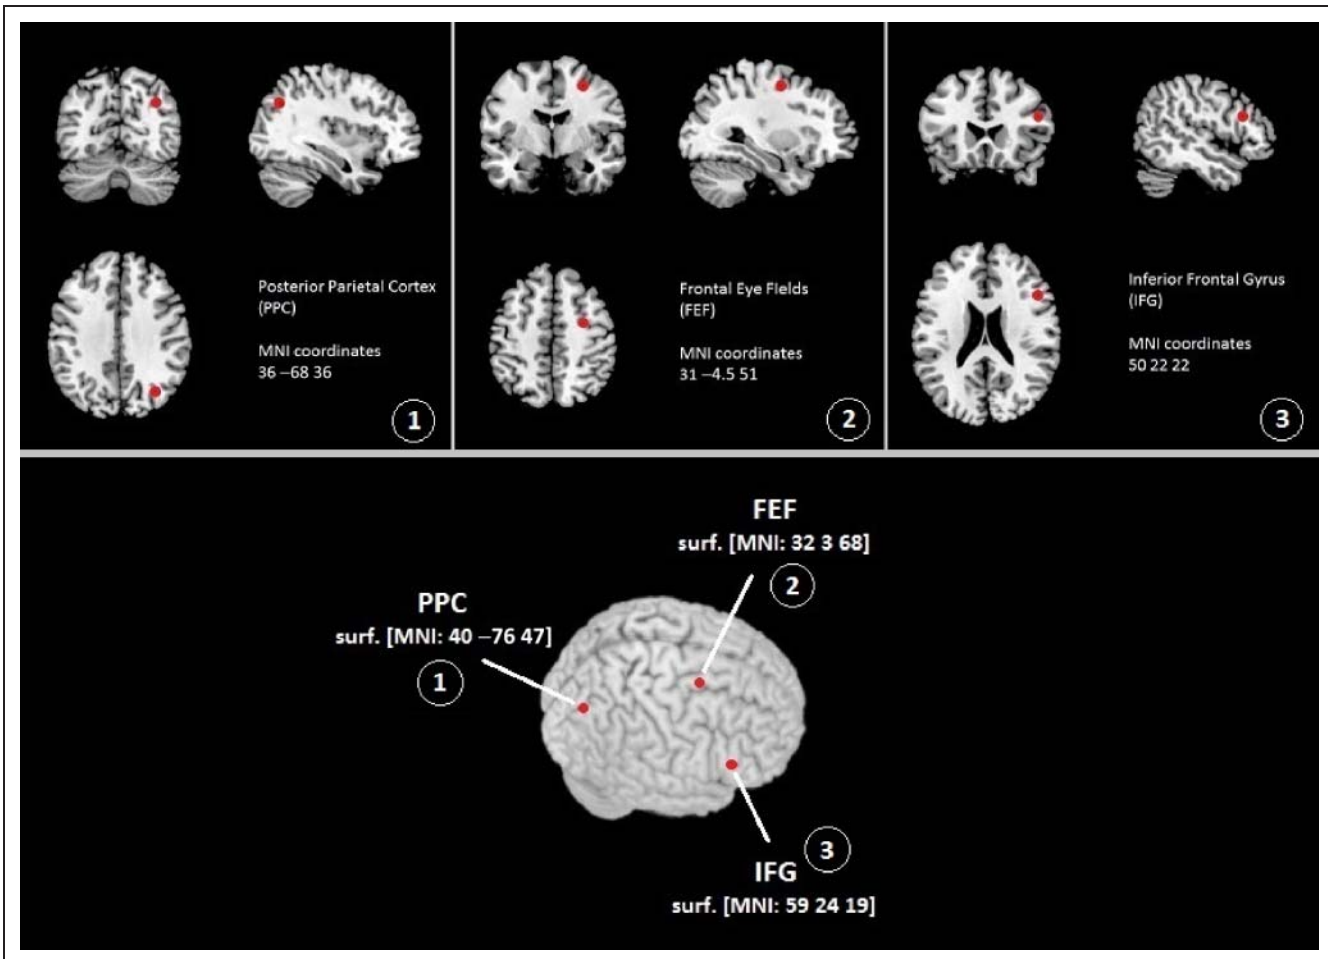 Posterior Parietal Cortex
(PPC)
MNI coordinates
36 –68 36
1
Frontal Eye FIelds
(FEF)
MNI coordinates
31 –4.5 51
2
Inferior Frontal Gyrus
(IFG)
MNI coordinates
50 22 22
3
FEF
surf. [MNI: 32 3 68]
2
PPC
surf. [MNI: 40 –76 47]
1
3
IFG
surf. [MNI: 59 24 19]